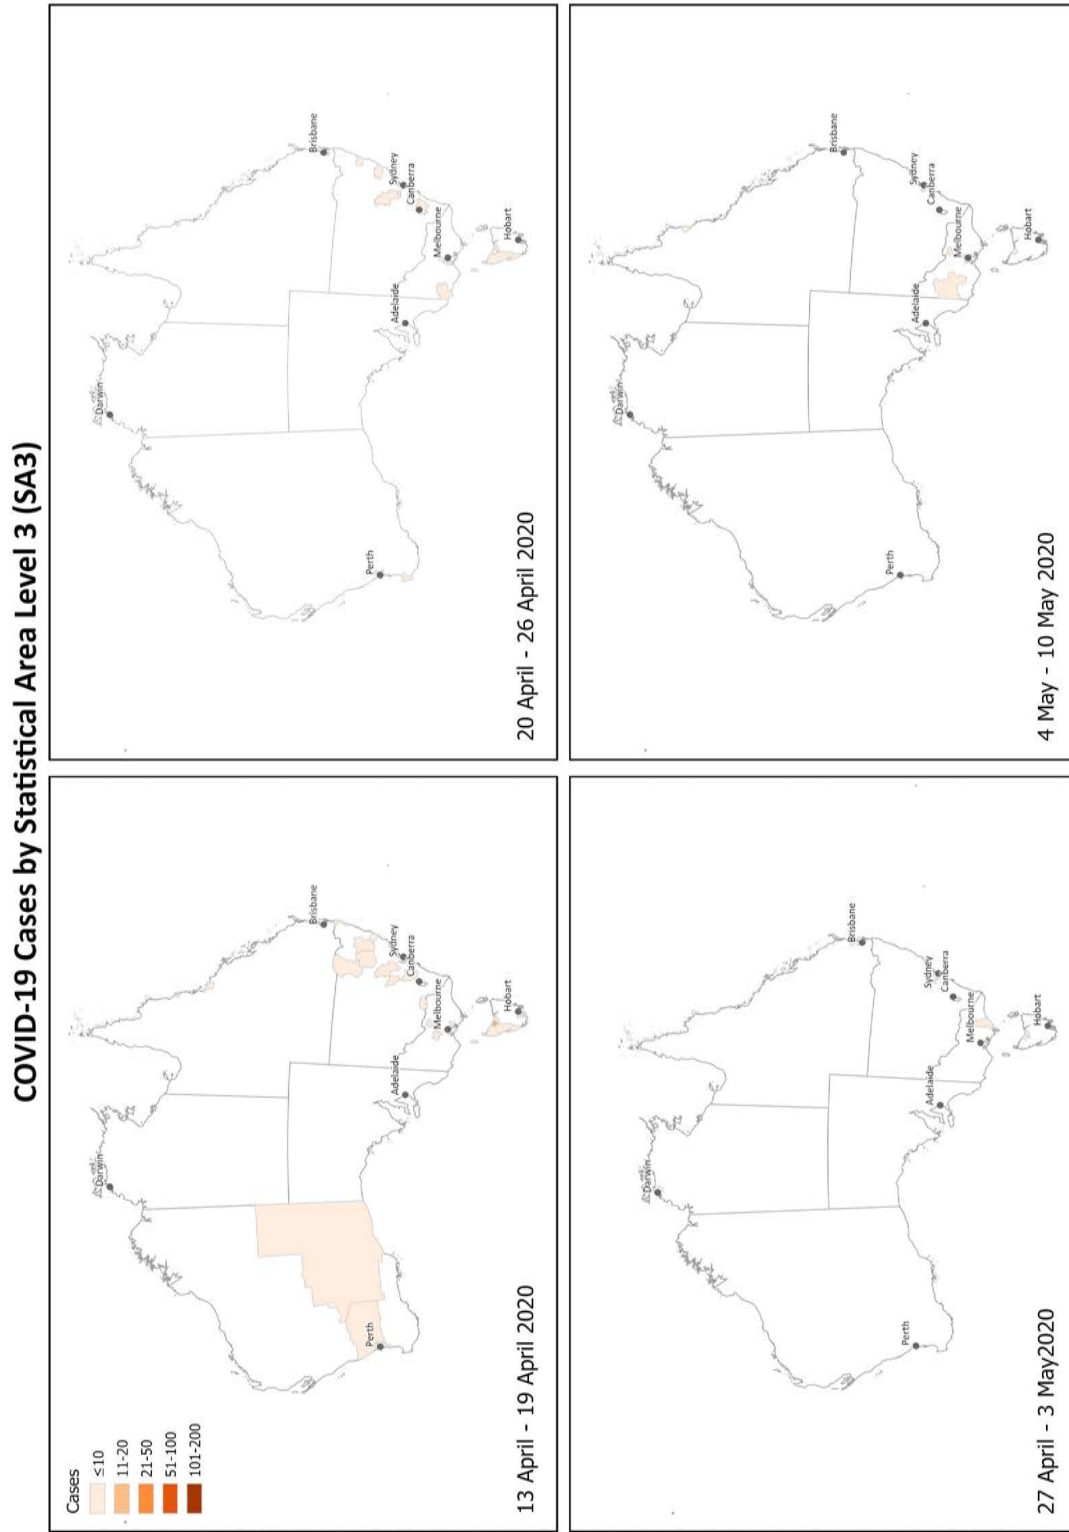 COVID-19 Cases by Statistical Area Level 3 (SA3)
Cases
≤10
11-20
21-50
51-100
101-200
Darwin
Brisbane
Perth
Adelaide
Sydney
Canberra
Melbourne
Hobart
13 April - 19 April 2020
Darwin
Brisbane
Perth
Adelaide
Sydney
Canberra
Melbourne
Hobart
20 April - 26 April 2020
Darwin
Brisbane
Perth
Adelaide
Sydney
Canberra
Melbourne
Hobart
27 April - 3 May2020
Darwin
Brisbane
Perth
Adelaide
Sydney
Canberra
Melbourne
Hobart
4 May - 10 May 2020